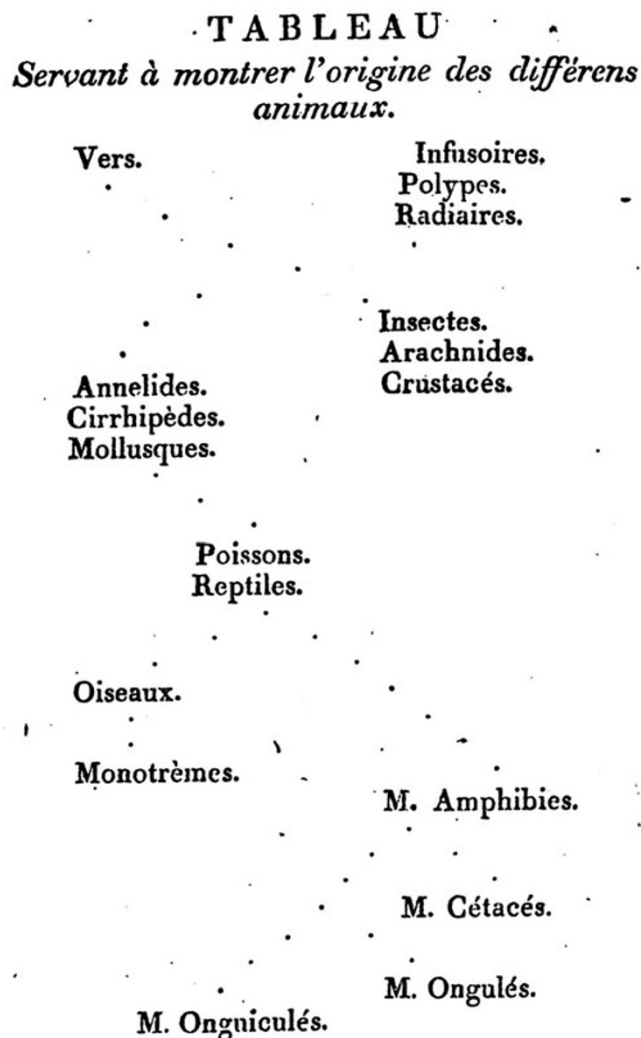 TABLEAU
Servant à montrer l'origine des différens
animaux.
Vers.
Infusoires.
Polypes.
Radiaires.
Insectes.
Arachnides.
Crustacés.
Annelides.
Cirrhipèdes.
Mollusques.
Poissons.
Reptiles.
Oiseaux.
Monotrèmes.
M. Amphibies.
M. Cétacés.
M. Ongulés.
M. Onguiculés.